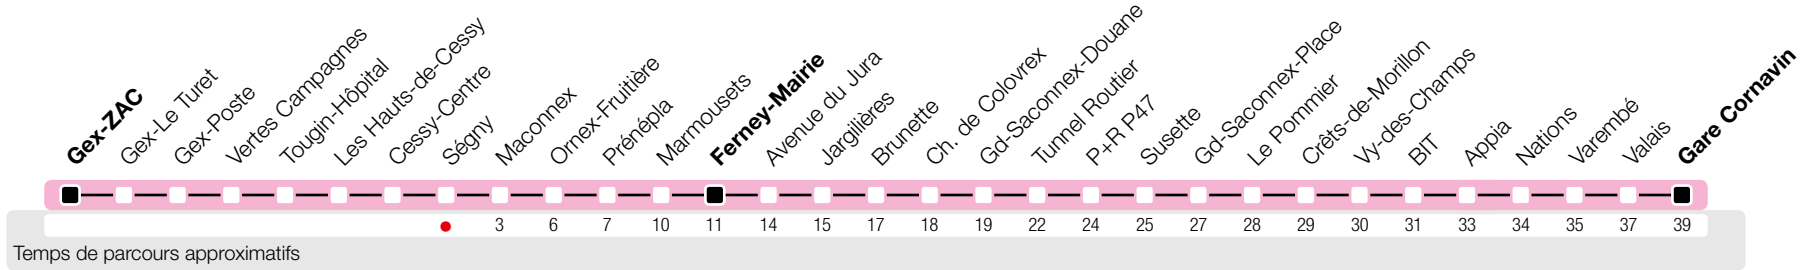 Gex-ZAC
Gex-Le Turet
Gex-Poste
Vertes Campagnes
Tougin-Hôpital
Les Hauts-de-Cessy
Cessy-Centre
Ségny
Maconnex
Ornex-Fruitière
Prénépla
Marmousets
Ferney-Mairie
Avenue du Jura
Jargilières
Brunette
Ch. de Colovrex
Gd-Saconnex-Douane
Tunnel Routier
P+R P47
Susette
Gd-Saconnex-Place
Le Pommier
Crêts-de-Morillon
Vy-des-Champs
BIT
Appia
Nations
Varembé
Valais
Gare Cornavin
3 6 7 10 11 14 15 17 18 19 22 24 25 27 28 29 30 31 33 34 35 37 39
Temps de parcours approximatifs